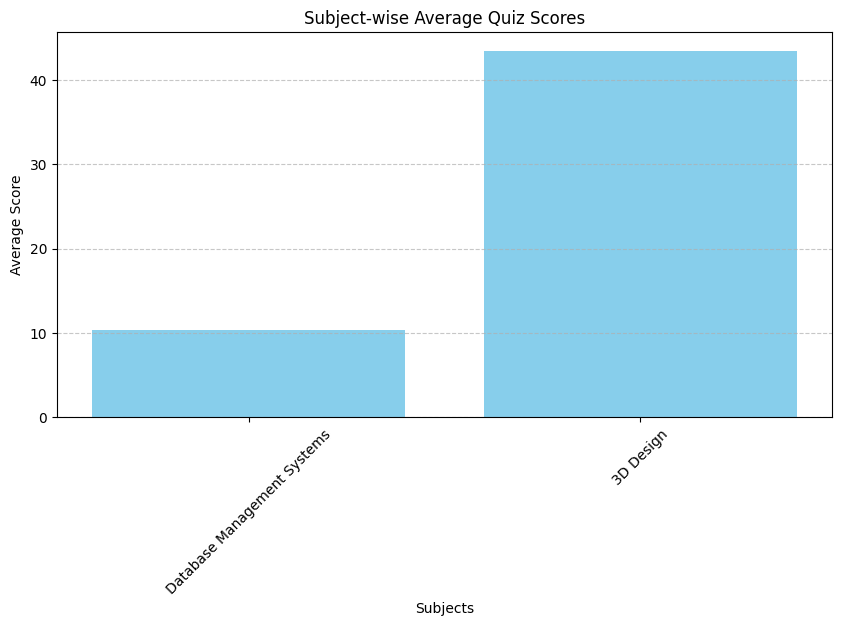 Subject-wise Average Quiz Scores
Average Score
40
30
20
10
0
Database Management Systems
3D Design
Subjects